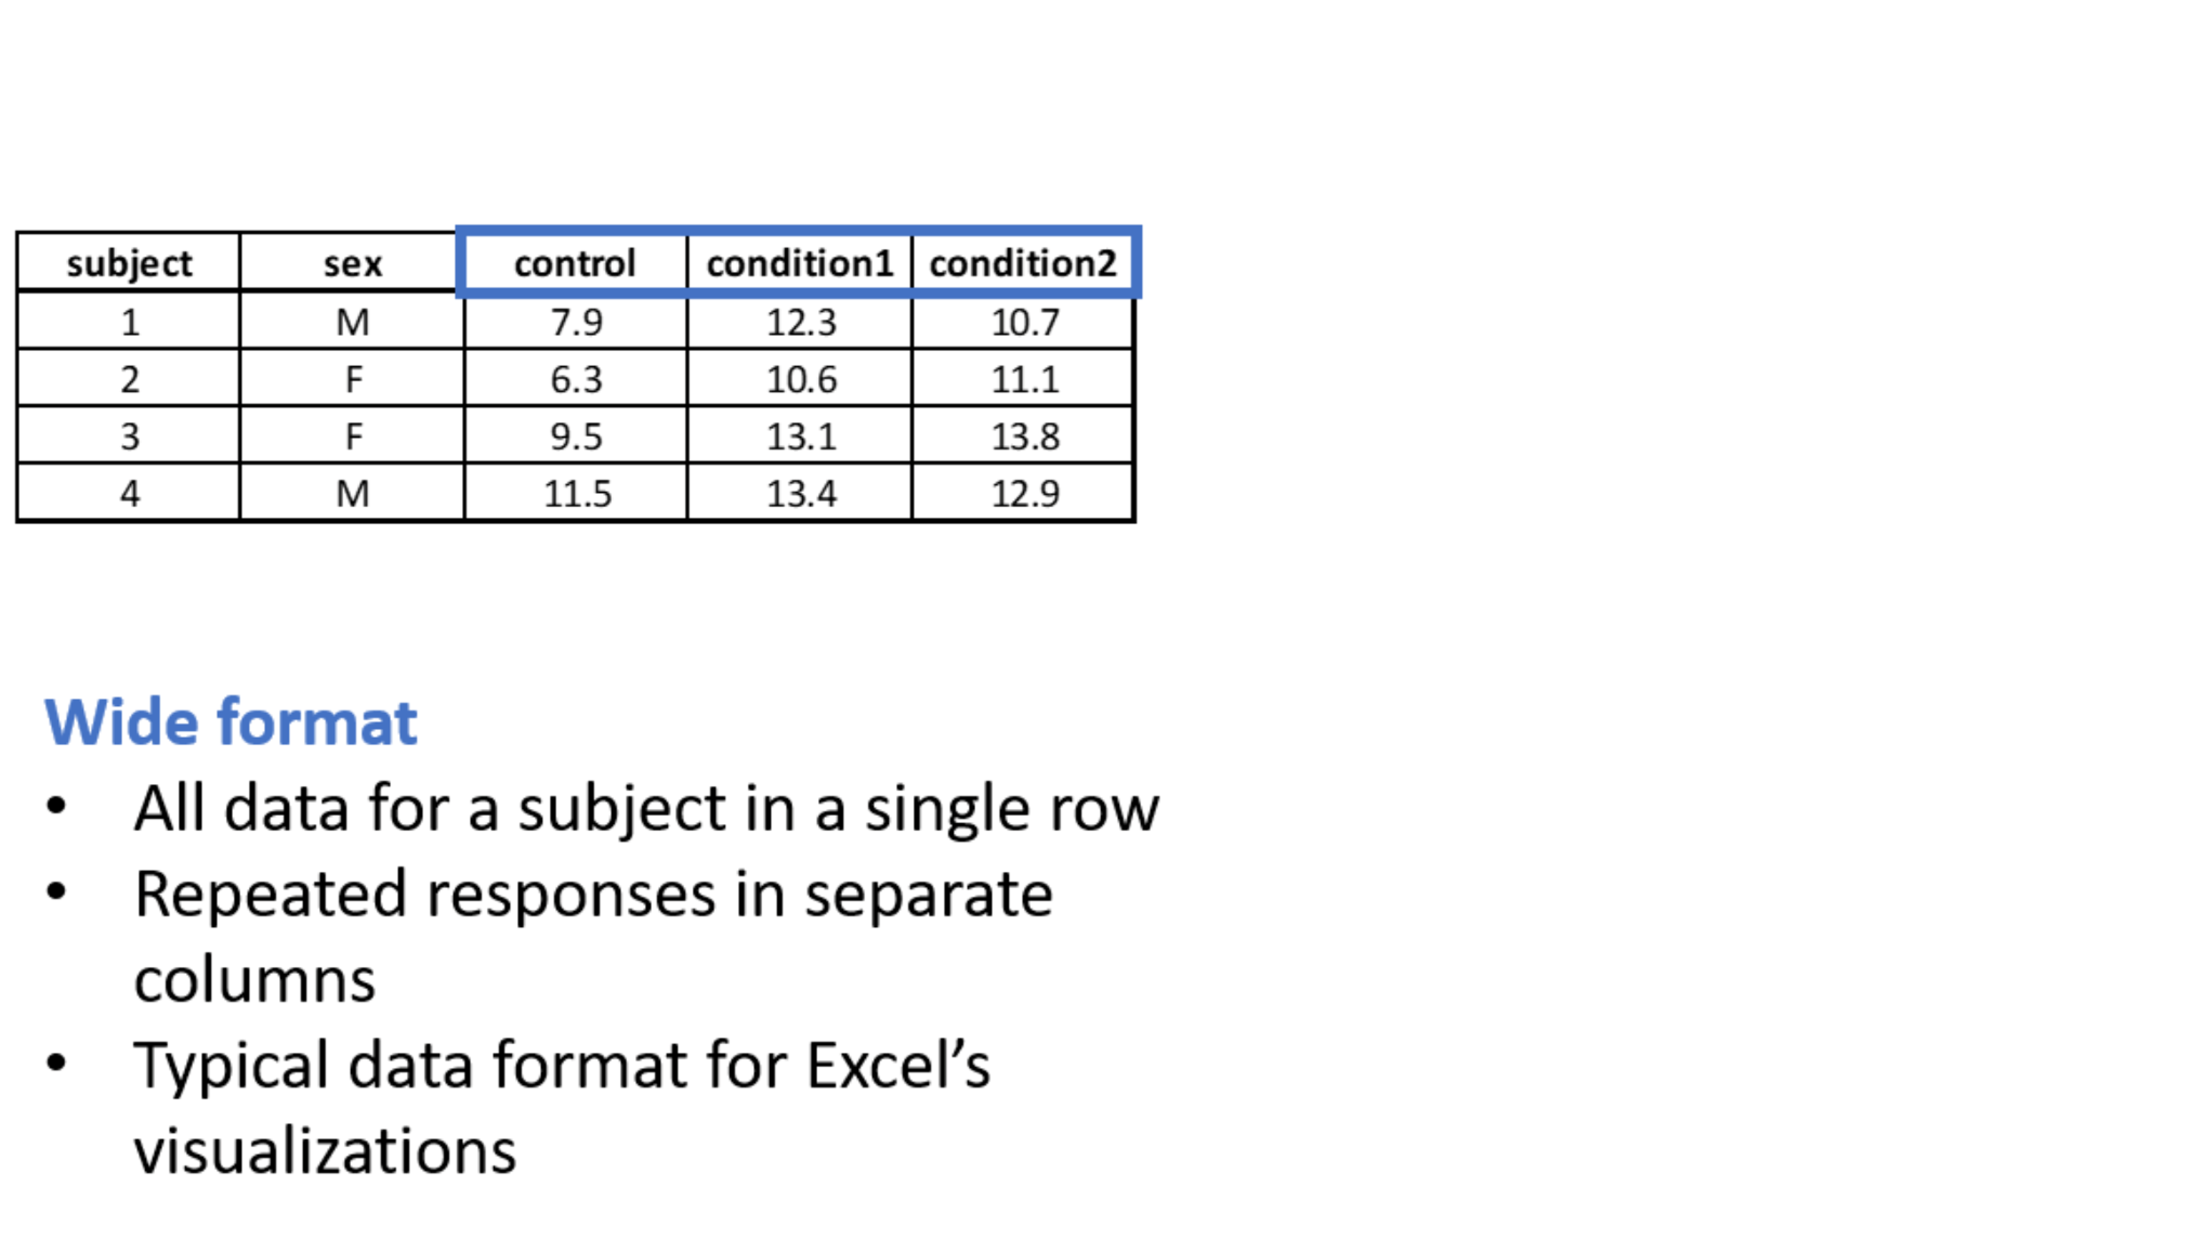 subject sex control condition1 condition2
1 M 7.9 12.3 10.7
2 F 6.3 10.6 11.1
3 F 9.5 13.1 13.8
4 M 11.5 13.4 12.9
Wide format
• All data for a subject in a single row
• Repeated responses in separate
columns
• Typical data format for Excel’s
visualizations